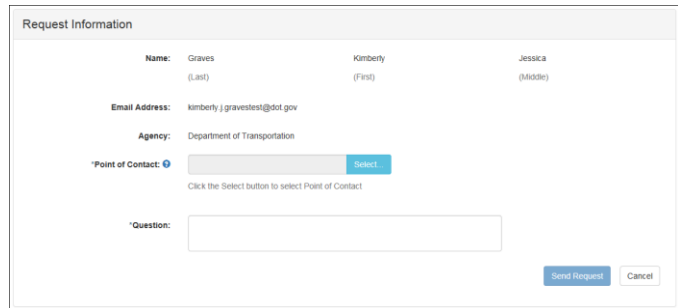 Request Information
Name: Graves Kimberly Jessica
(Last) (First) (Middle)
Email Address: kimberly.j.gravestest@dot.gov
Agency: Department of Transportation
*Point of Contact: ? Select...
Click the Select button to select Point of Contact
*Question:
Send Request Cancel